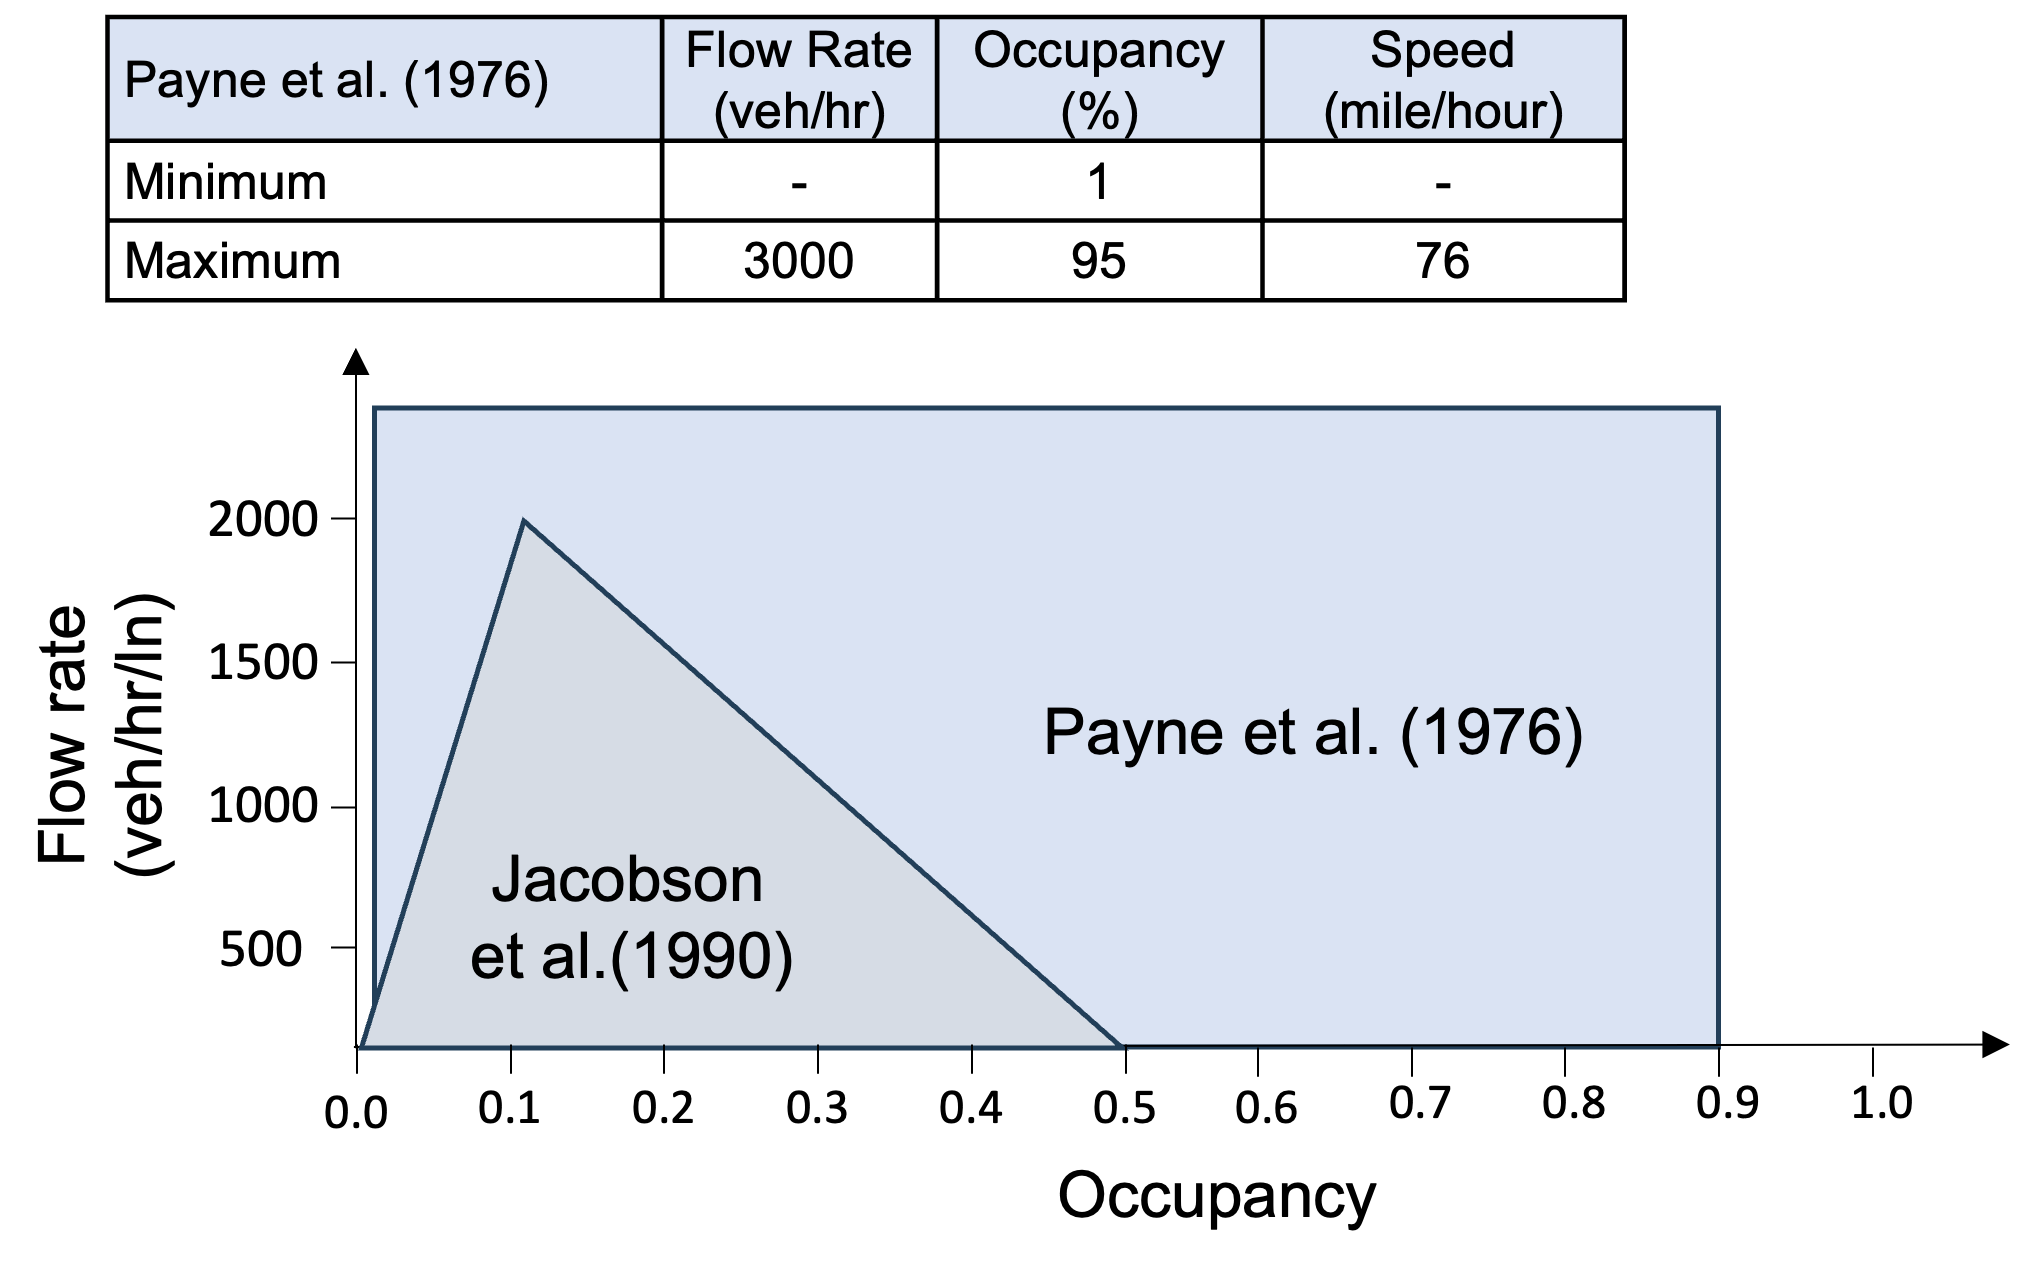 Payne et al. (1976)
Flow Rate
(veh/hr)
Occupancy
(%)
Speed
(mile/hour)
Minimum
-
1
-
Maximum
3000
95
76
2000
1500
1000
500
Flow rate
(veh/hr/ln)
Payne et al. (1976)
Jacobson
et al.(1990)
0.0
0.1
0.2
0.3
0.4
0.5
0.6
0.7
0.8
0.9
1.0
Occupancy